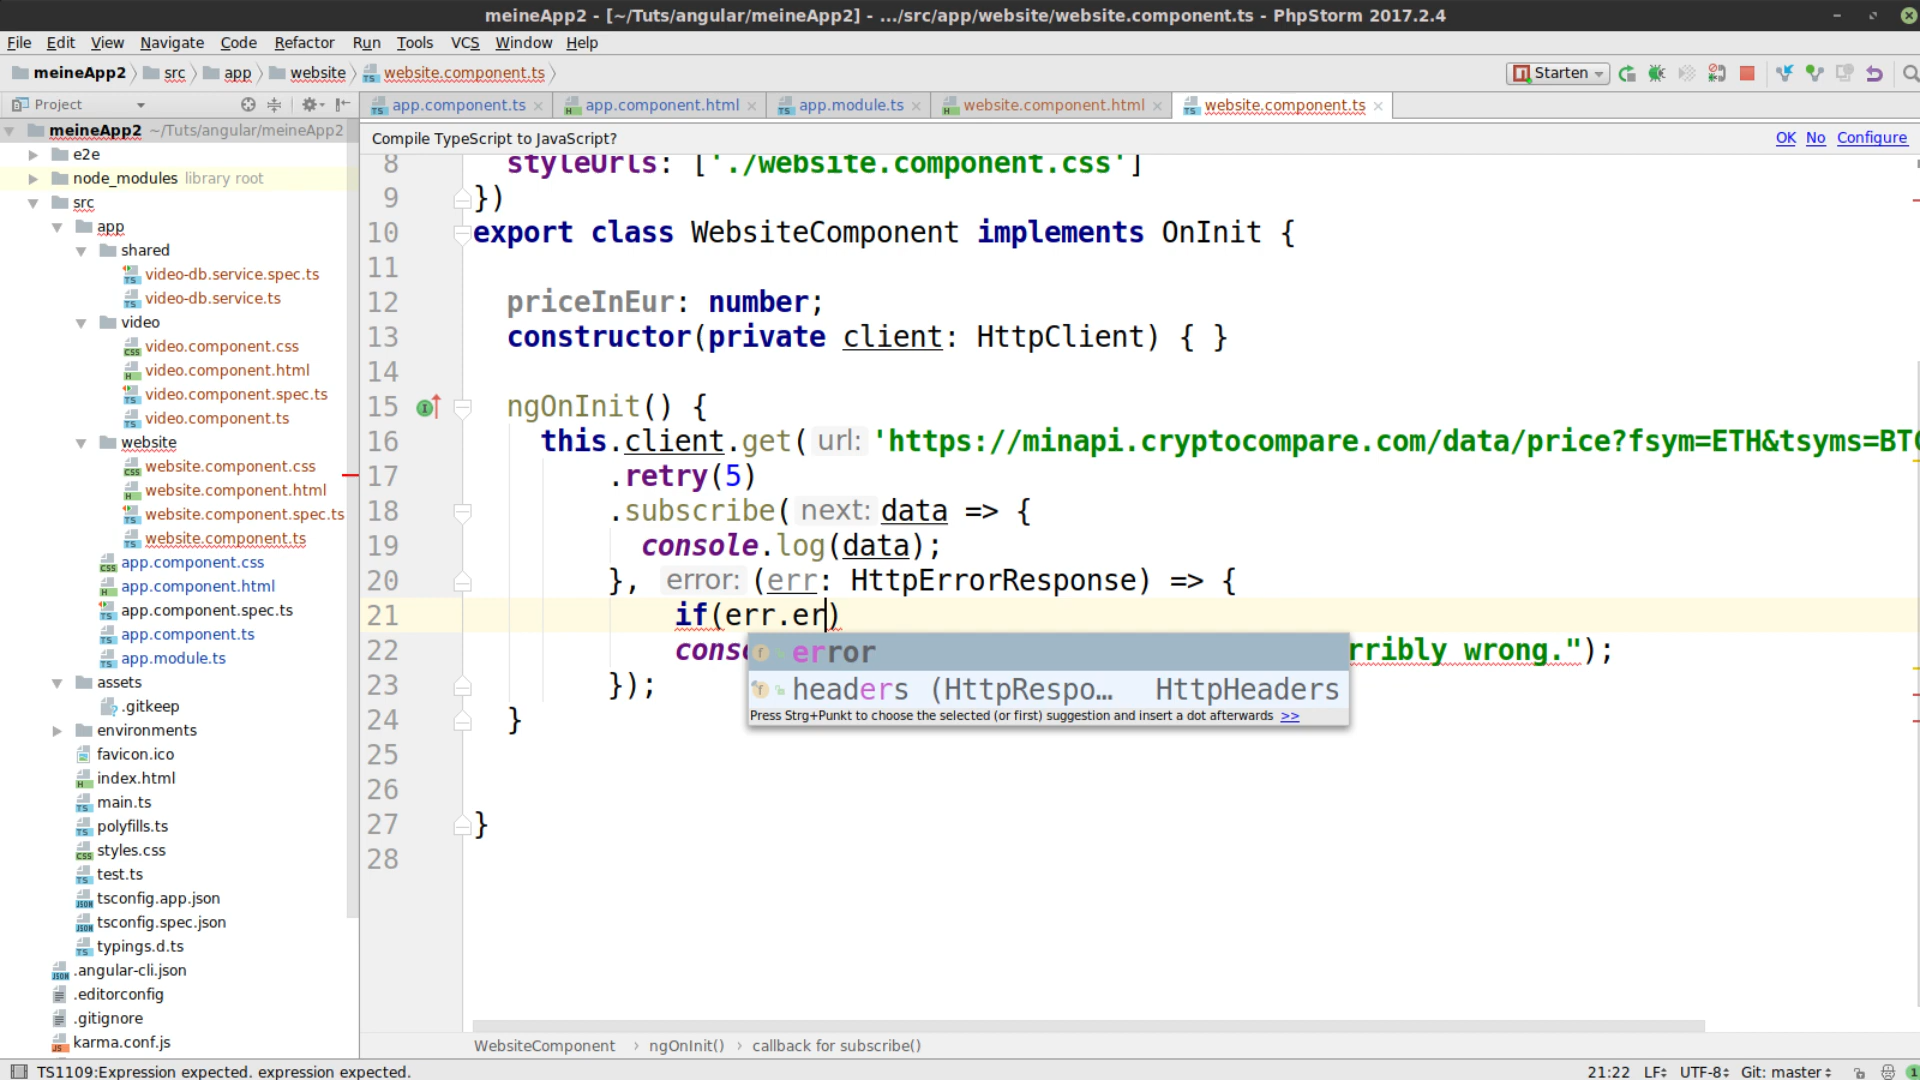 meineApp2 - [~/Tuts/angular/meineApp2] - .../src/app/website/website.component.ts - PhpStorm 2017.2.4
File Edit View Navigate Code Refactor Run Tools VCS Window Help
meineApp2 src app website website.component.ts Starten
Project
app.component.ts app.component.html app.module.ts website.component.html website.component.ts
Compile TypeScript to JavaScript? OK No Configure
meineApp2 ~/Tuts/angular/meineApp2
e2e
node_modules library root
src
app
shared
video-db.service.spec.ts
video-db.service.ts
video
video.component.css
video.component.html
video.component.spec.ts
video.component.ts
website
website.component.css
website.component.html
website.component.spec.ts
website.component.ts
app.component.css
app.component.html
app.component.spec.ts
app.component.ts
app.module.ts
assets
.gitkeep
environments
favicon.ico
index.html
main.ts
polyfills.ts
styles.css
test.ts
tsconfig.app.json
tsconfig.spec.json
typings.d.ts
.angular-cli.json
.editorconfig
.gitignore
karma.conf.js
8 styleUrls: ['./website.component.css']
9 })
10 export class WebsiteComponent implements OnInit {
11
12 priceInEur: number;
13 constructor(private client: HttpClient) { }
14
15 ngOnInit() {
16 this.client.get( url: 'https://minapi.cryptocompare.com/data/price?fsym=ETH&tsyms=BTC
17 .retry(5)
18 .subscribe( next: data => {
19 console.log(data);
20 }, error: (err: HttpErrorResponse) => {
21 if(err.er)
22 conso rribly wrong.");
23 });
24 }
25
26
27 }
28
error
headers (HttpRespo... HttpHeaders
Press Strg+Punkt to choose the selected (or first) suggestion and insert a dot afterwards >>
WebsiteComponent › ngOnInit() › callback for subscribe()
TS1109:Expression expected. expression expected. 21:22 LF UTF-8 Git: master 1